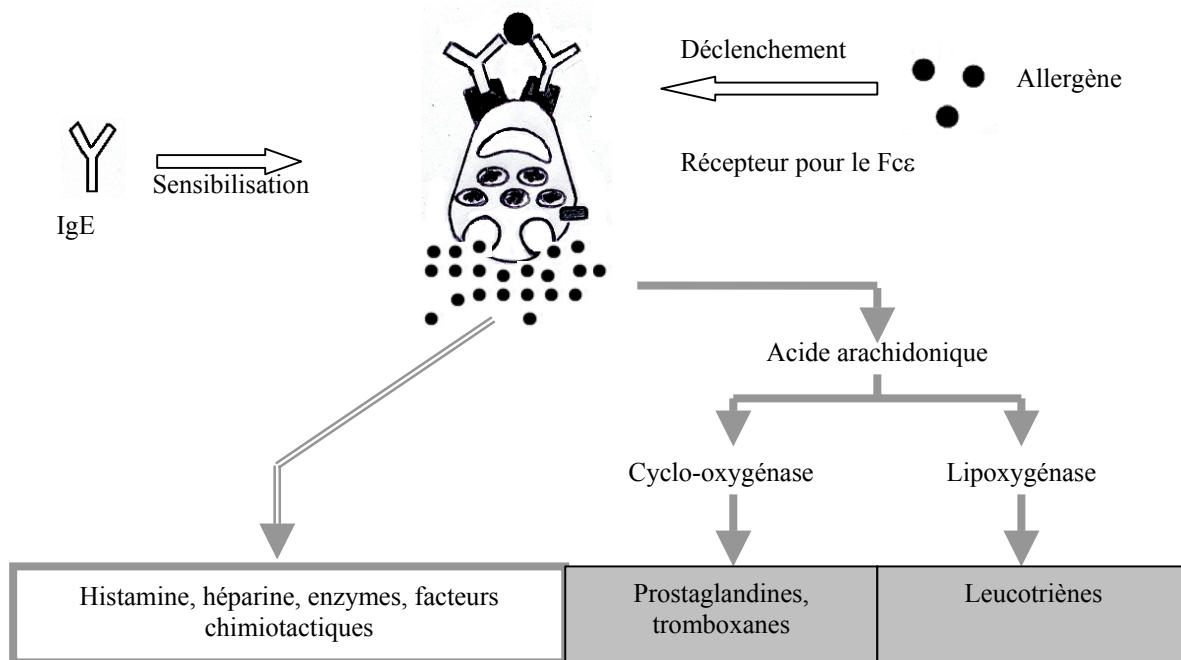 Déclenchement
Allergène
Récepteur pour le Fcε
Sensibilisation
IgE
Acide arachidonique
Cyclo-oxygénase
Lipoxygénase
Histamine, héparine, enzymes, facteurs
chimiotactiques
Prostaglandines,
tromboxanes
Leucotriènes